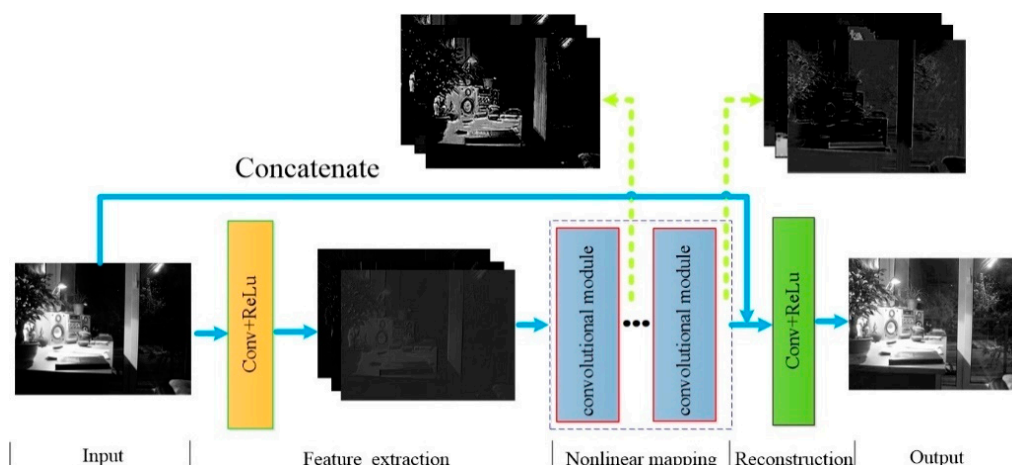 Concatenate
Conv+ReLu
convolutional module
convolutional module
Conv+ReLu
Input
Feature extraction
Nonlinear mapping
Reconstruction
Output